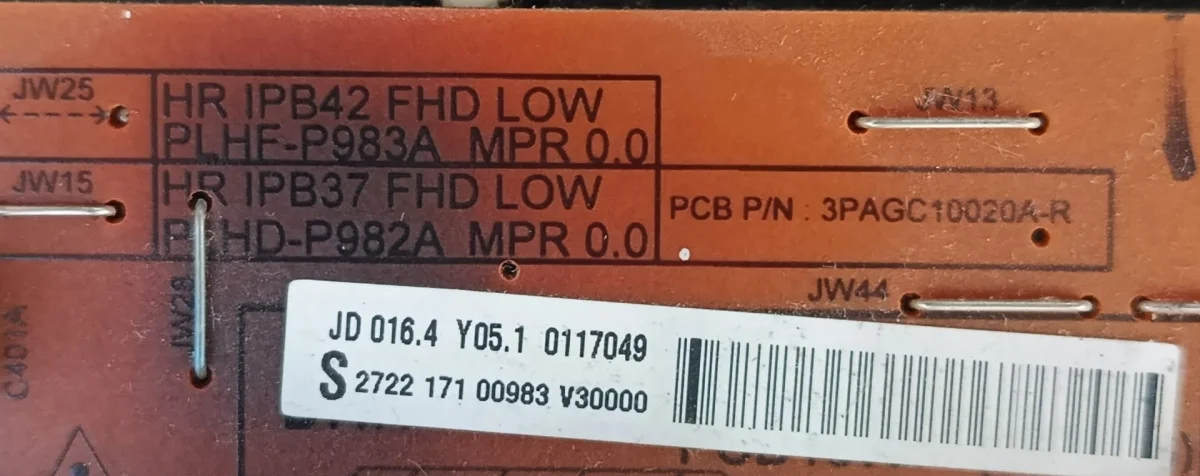 JW25
HR IPB42 FHD LOW
PLHF-P983A MPR 0.0
JW13
JW15
HR IPB37 FHD LOW
PLHD-P982A MPR 0.0
PCB P/N : 3PAGC10020A-R
JW28
JW44
C401A
JD 016.4 Y05.1 0117049
S 2722 171 00983 V30000